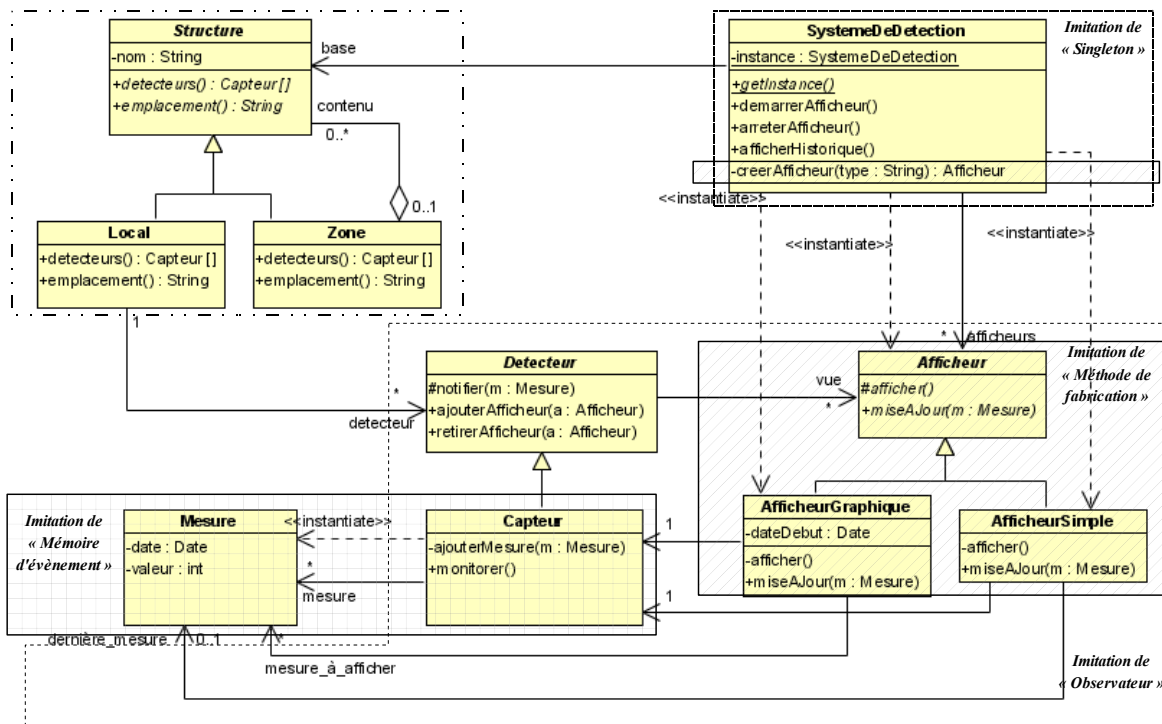 Structure
-nom : String
+detecteurs() : Capteur[]
+emplacement() : String
base
contenu
0..*
0..1
SystemeDeDetection
-instance : SystemeDeDetection
+getInstance()
+demarrerAfficheur()
+arreterAfficheur()
+afficherHistorique()
-creerAfficheur(type : String) : Afficheur
Imitation de
« Singleton »
<<instantiate>>
<<instantiate>>
<<instantiate>>
Local
+detecteurs() : Capteur[]
+emplacement() : String
Zone
+detecteurs() : Capteur[]
+emplacement() : String
1
*
detecteur
Detecteur
#notifier(m : Mesure)
+ajouterAfficheur(a : Afficheur)
+retirerAfficheur(a : Afficheur)
vue
*
* afficheurs
Afficheur
#afficher()
+miseAJour(m : Mesure)
Imitation de
« Méthode de
fabrication »
Imitation de
« Mémoire
d'évènement »
Mesure
-date : Date
-valeur : int
<<instantiate>>
*
mesure
Capteur
-ajouterMesure(m : Mesure)
+monitorer()
1
1
AfficheurGraphique
-dateDebut : Date
-afficher()
+miseAJour(m : Mesure)
AfficheurSimple
-afficher()
+miseAJour(m : Mesure)
dernière_mesure
0..1
*
mesure_à_afficher
Imitation de
« Observateur »